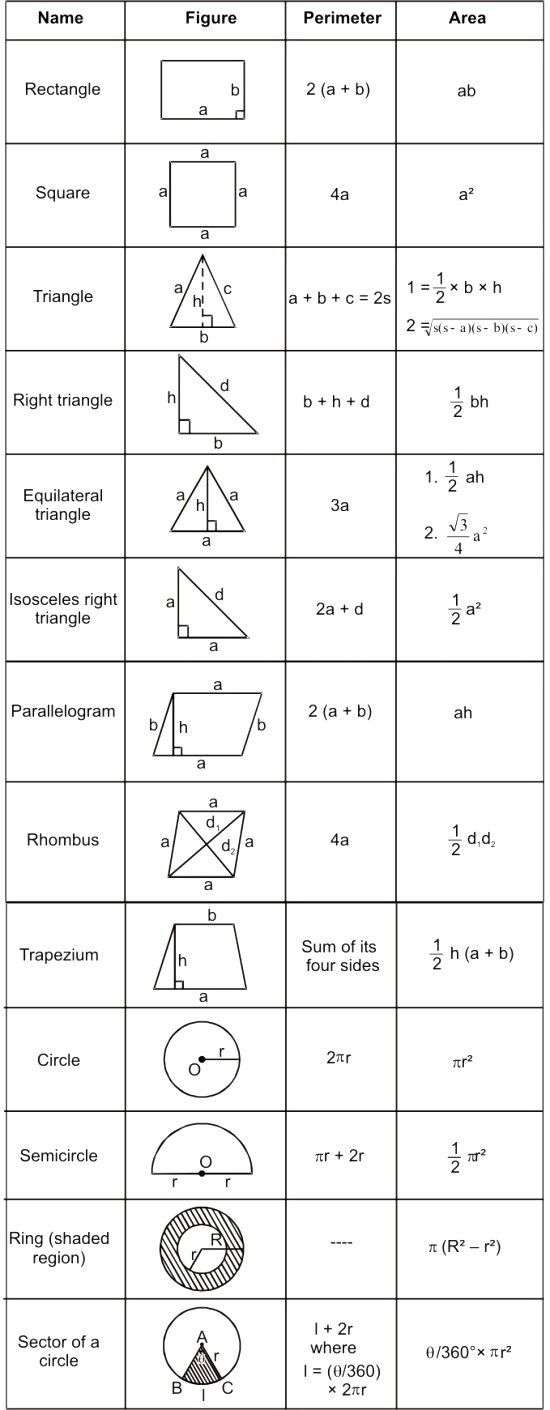 Name Figure Perimeter Area
Rectangle
b
a
2 (a + b)
ab
Square
a
a
a
a
4a
a²
Triangle
a
h
c
b
a + b + c = 2s
1 = 1/2 × b × h
2 = √s(s - a)(s - b)(s - c)
Right triangle
h
d
b
b + h + d
1/2 bh
Equilateral
triangle
a
h
a
a
3a
1. 1/2 ah
2. √3/4 a²
Isosceles right
triangle
a
d
a
2a + d
1/2 a²
Parallelogram
a
b
h
b
a
2 (a + b)
ah
Rhombus
a
d₁
a
d₂
a
a
4a
1/2 d₁d₂
Trapezium
b
h
a
Sum of its
four sides
1/2 h (a + b)
Circle
r
O
2πr
πr²
Semicircle
O
r
r
πr + 2r
1/2 πr²
Ring (shaded
region)
R
r
----
π (R² – r²)
Sector of a
circle
A
θ
r
B
l
C
l + 2r
where
l = (θ/360)
× 2πr
θ/360°× πr²